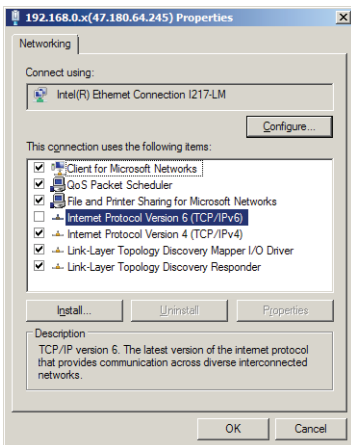 192.168.0.x(47.180.64.245) Properties
Networking
Connect using:
Intel(R) Ethernet Connection I217-LM
Configure...
This connection uses the following items:
Client for Microsoft Networks
QoS Packet Scheduler
File and Printer Sharing for Microsoft Networks
Internet Protocol Version 6 (TCP/IPv6)
Internet Protocol Version 4 (TCP/IPv4)
Link-Layer Topology Discovery Mapper I/O Driver
Link-Layer Topology Discovery Responder
Install... Uninstall Properties
Description
TCP/IP version 6. The latest version of the internet protocol
that provides communication across diverse interconnected
networks.
OK Cancel